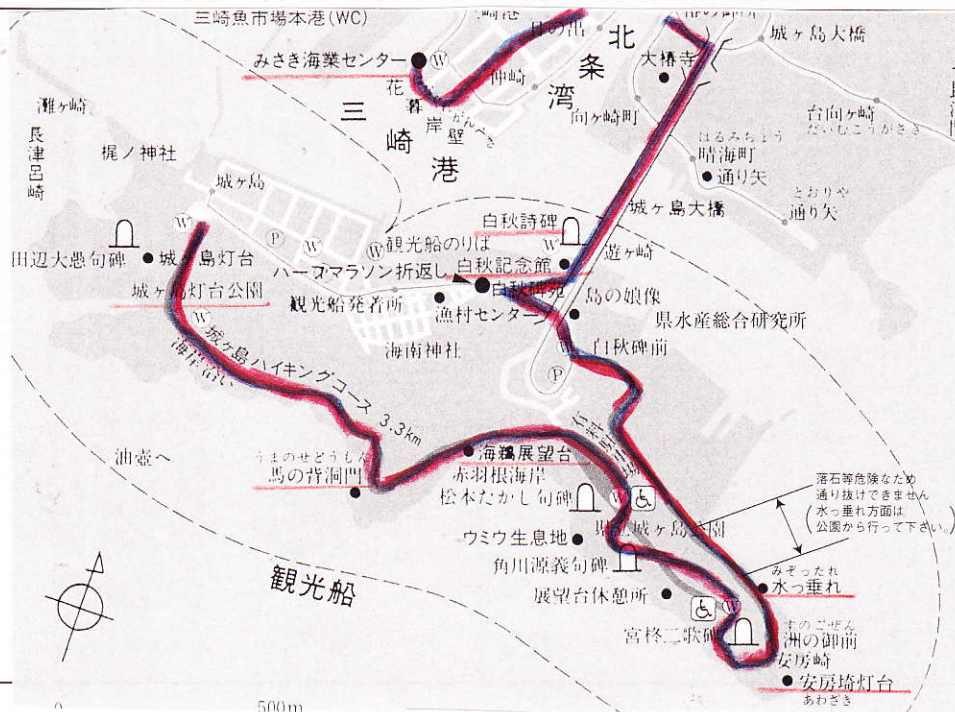 三崎魚市場本港(WC)
みさき海業センター
花暮岸壁
がんぺき
日の出
仲崎
北条湾
三崎港
大椿寺
向ヶ崎町
城ヶ島大橋
台向ヶ崎
だいむこうがさき
はるみちょう
晴海町
通り矢
とおりや
通り矢
灘ヶ崎
長津呂崎
梶ノ神社
城ヶ島
W
P
W
W
観光船のりば
白秋詩碑
W
遊ヶ崎
城ヶ島大橋
田辺大愚句碑
城ヶ島灯台
城ヶ島灯台公園
ハーフマラソン折返し
白秋記念館
白秋碑苑
島の娘像
県水産総合研究所
観光船発着所
漁村センター
海南神社
W
白秋碑前
P
W
城ヶ島ハイキングコース 3.3km
海岸沿い
油壺へ
うまのせどうもん
馬の背洞門
海鵜展望台
赤羽根海岸
松本たかし句碑
W
県立城ヶ島公園
ウミウ生息地
角川源義句碑
展望台休憩所
W
宮柊二歌碑
落石等危険なため
通り抜けできません
(水っ垂れ方面は
公園から行って下さい。)
みぞったれ
水っ垂れ
すのごぜん
洲の御前
安房崎
安房埼灯台
あわざき
観光船
0
500m